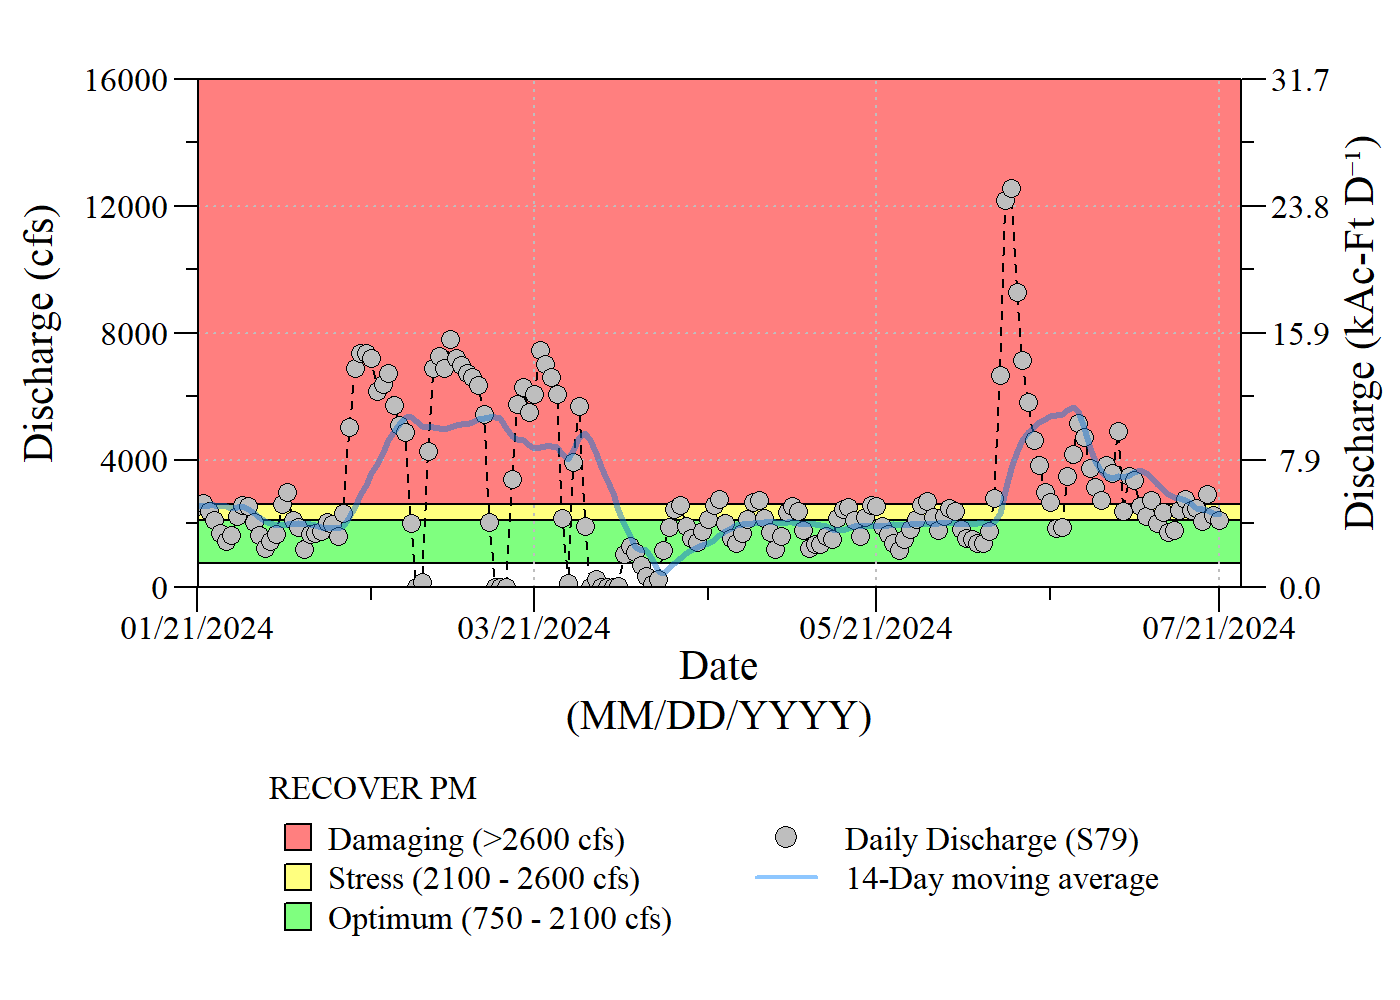 16000
12000
8000
4000
0
Discharge (cfs)
31.7
23.8
15.9
7.9
0.0
Discharge (kAc-Ft D⁻¹)
01/21/2024
03/21/2024
05/21/2024
07/21/2024
Date
(MM/DD/YYYY)
RECOVER PM
Damaging (>2600 cfs)
Stress (2100 - 2600 cfs)
Optimum (750 - 2100 cfs)
Daily Discharge (S79)
14-Day moving average